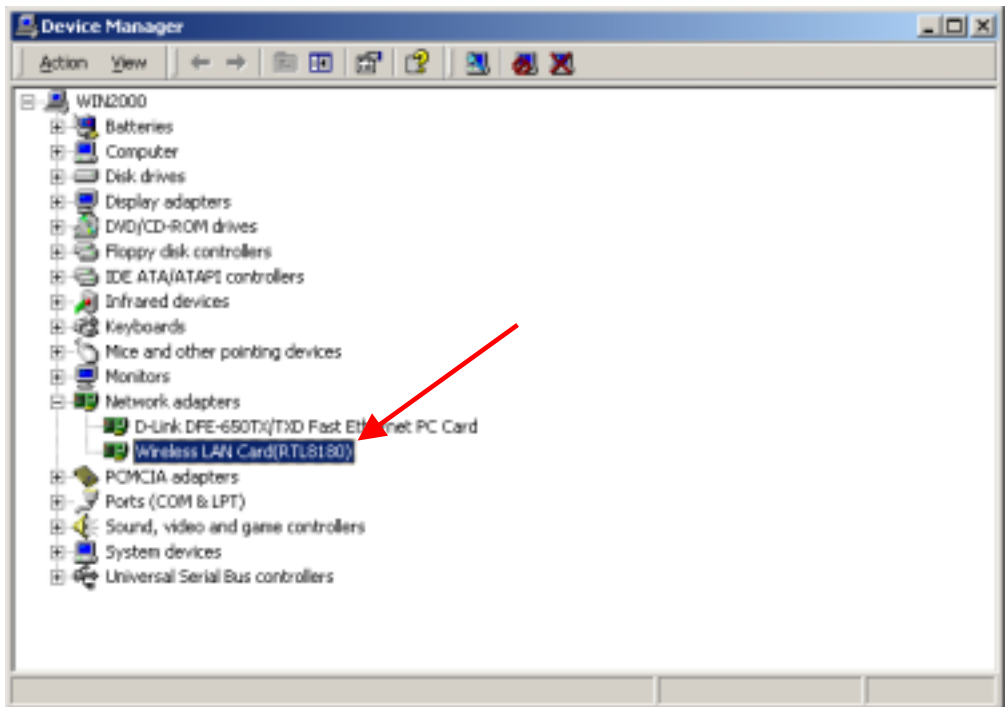 Device Manager
Action View
WIN2000
Batteries
Computer
Disk drives
Display adapters
DVD/CD-ROM drives
Floppy disk controllers
IDE ATA/ATAPI controllers
Infrared devices
Keyboards
Mice and other pointing devices
Monitors
Network adapters
D-Link DFE-650TX/TXD Fast Ethernet PC Card
Wireless LAN Card(RTL8180)
PCMCIA adapters
Ports (COM & LPT)
Sound, video and game controllers
System devices
Universal Serial Bus controllers